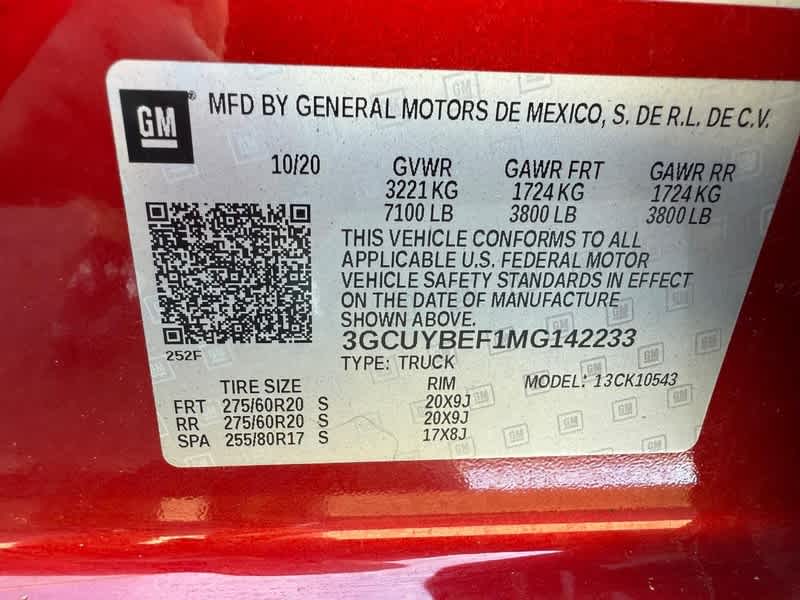 GM ® MFD BY GENERAL MOTORS DE MEXICO, S. DE R.L. DE C.V.
10/20 GVWR GAWR FRT GAWR RR
3221 KG 1724 KG 1724 KG
7100 LB 3800 LB 3800 LB
THIS VEHICLE CONFORMS TO ALL
APPLICABLE U.S. FEDERAL MOTOR
VEHICLE SAFETY STANDARDS IN EFFECT
ON THE DATE OF MANUFACTURE
SHOWN ABOVE.
3GCUYBEF1MG142233
252F
TYPE: TRUCK
TIRE SIZE RIM MODEL: 13CK10543
FRT 275/60R20 S 20X9J
RR 275/60R20 S 20X9J
SPA 255/80R17 S 17X8J